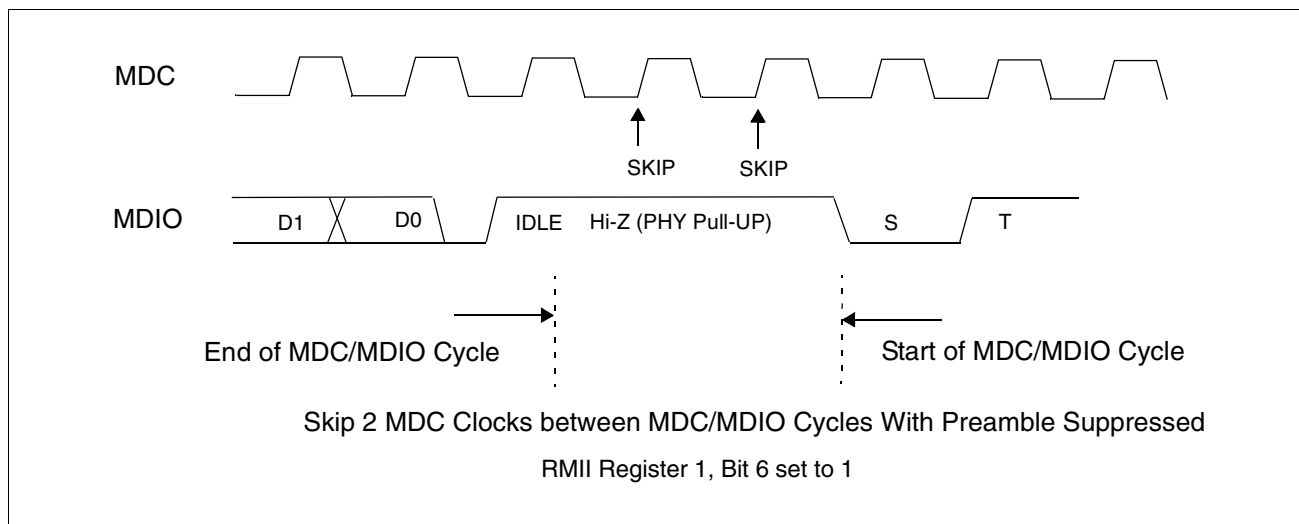 MDC
SKIP SKIP
MDIO D1 D0 IDLE Hi-Z (PHY Pull-UP) S T
End of MDC/MDIO Cycle Start of MDC/MDIO Cycle
Skip 2 MDC Clocks between MDC/MDIO Cycles With Preamble Suppressed
RMII Register 1, Bit 6 set to 1